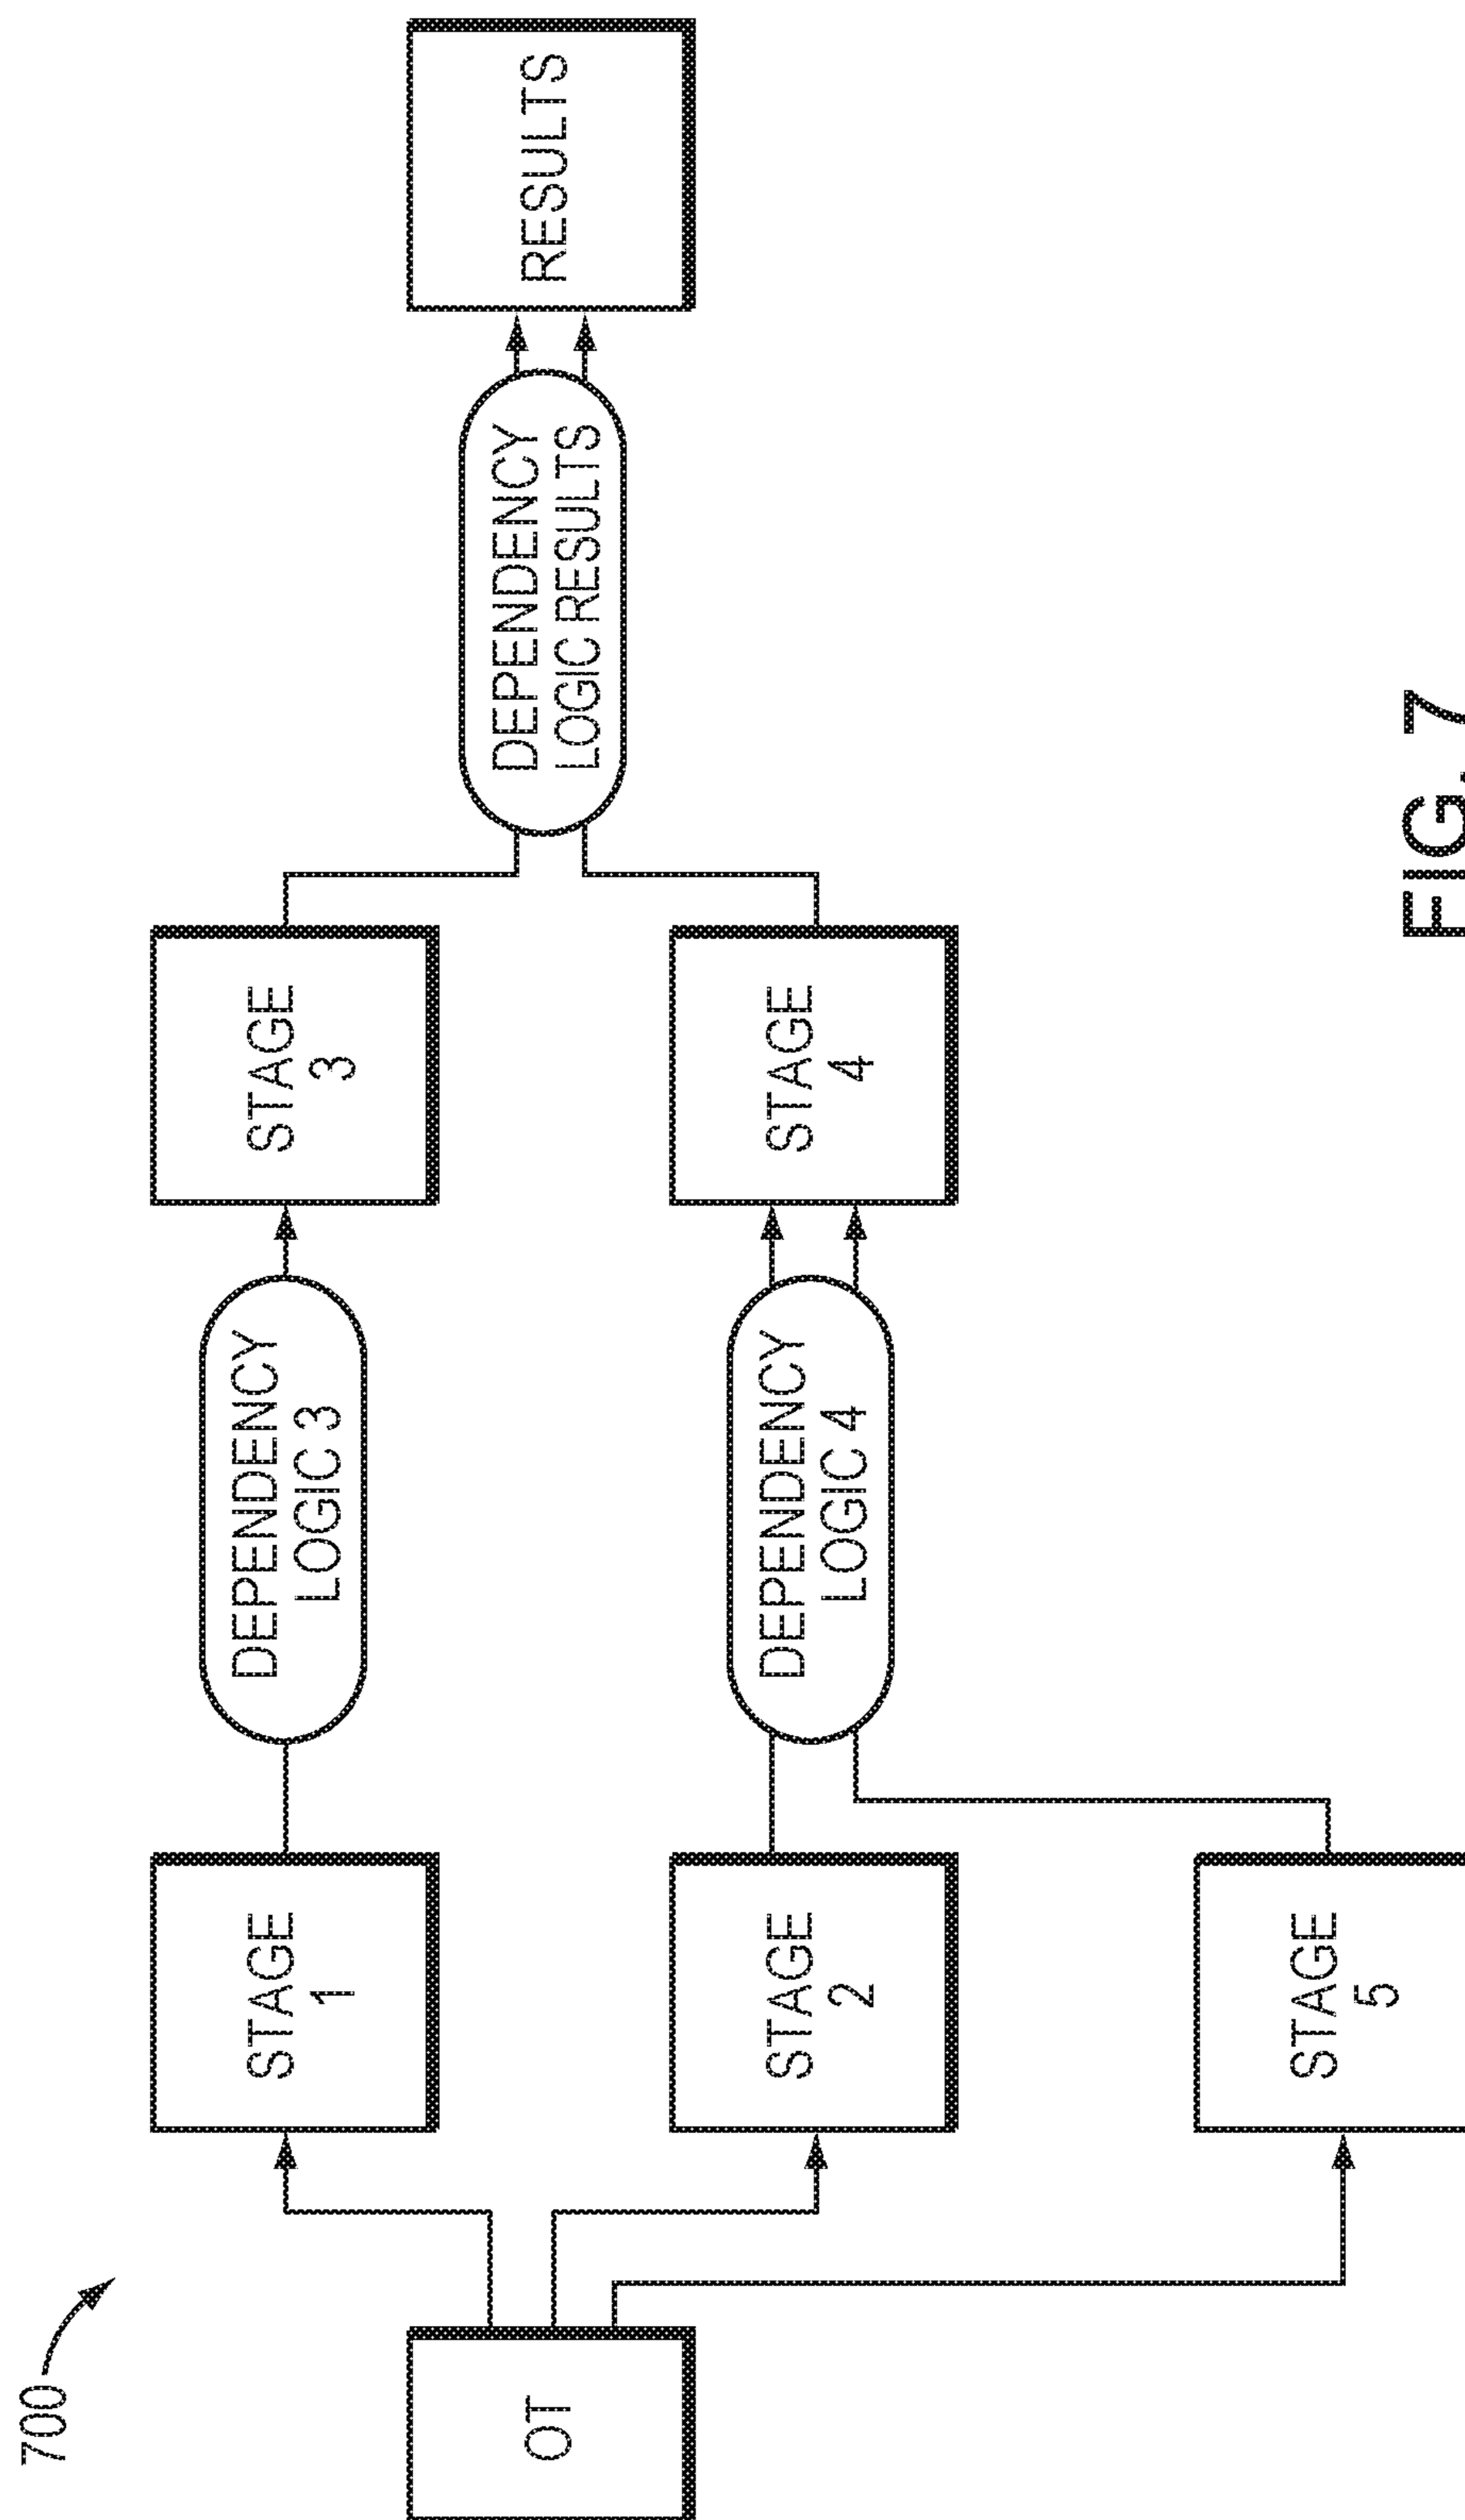 700
OT
STAGE
1
STAGE
2
STAGE
5
DEPENDENCY
LOGIC 3
DEPENDENCY
LOGIC 4
STAGE
3
STAGE
4
DEPENDENCY
LOGIC RESULTS
RESULTS
FIG. 7